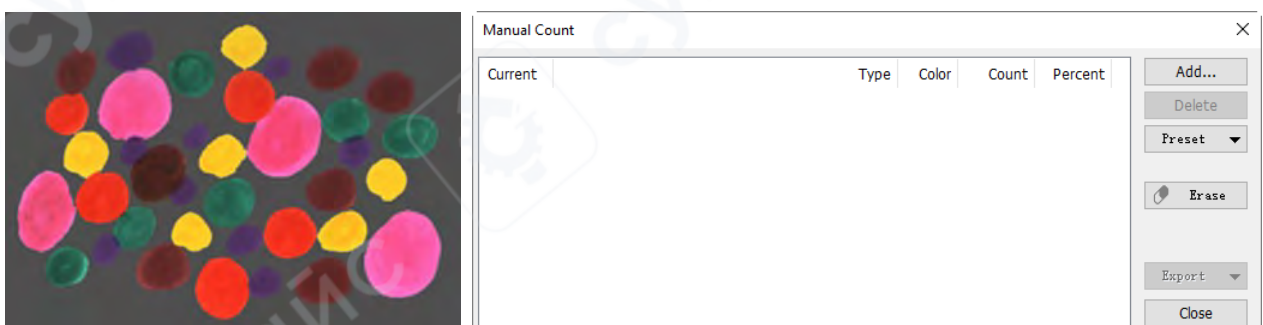 Manual Count
Current Type Color Count Percent
Add...
Delete
Preset
Erase
Export
Close